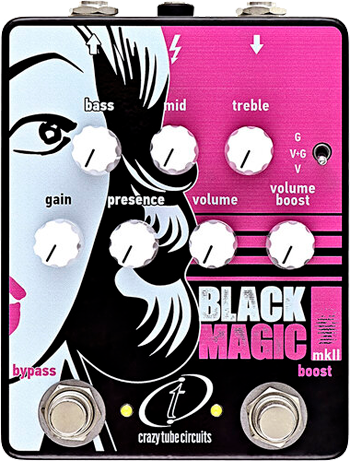 bass mid treble
G
V+G
V
gain presence volume volume
boost
BLACK
MAGIC
mkII
bypass boost
crazy tube circuits